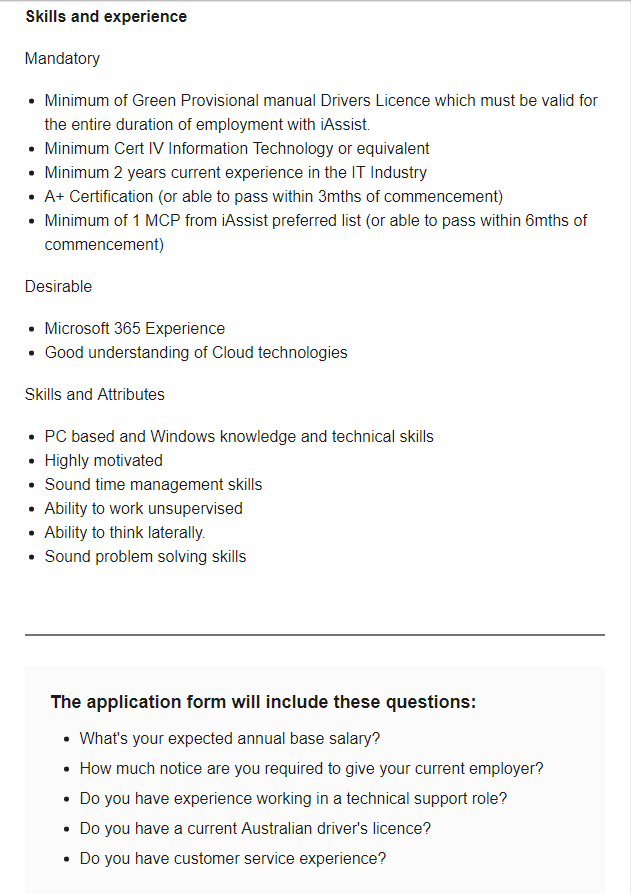 Skills and experience
Mandatory
• Minimum of Green Provisional manual Drivers Licence which must be valid for
the entire duration of employment with iAssist.
• Minimum Cert IV Information Technology or equivalent
• Minimum 2 years current experience in the IT Industry
• A+ Certification (or able to pass within 3mths of commencement)
• Minimum of 1 MCP from iAssist preferred list (or able to pass within 6mths of
commencement)
Desirable
• Microsoft 365 Experience
• Good understanding of Cloud technologies
Skills and Attributes
• PC based and Windows knowledge and technical skills
• Highly motivated
• Sound time management skills
• Ability to work unsupervised
• Ability to think laterally.
• Sound problem solving skills
The application form will include these questions:
• What's your expected annual base salary?
• How much notice are you required to give your current employer?
• Do you have experience working in a technical support role?
• Do you have a current Australian driver's licence?
• Do you have customer service experience?